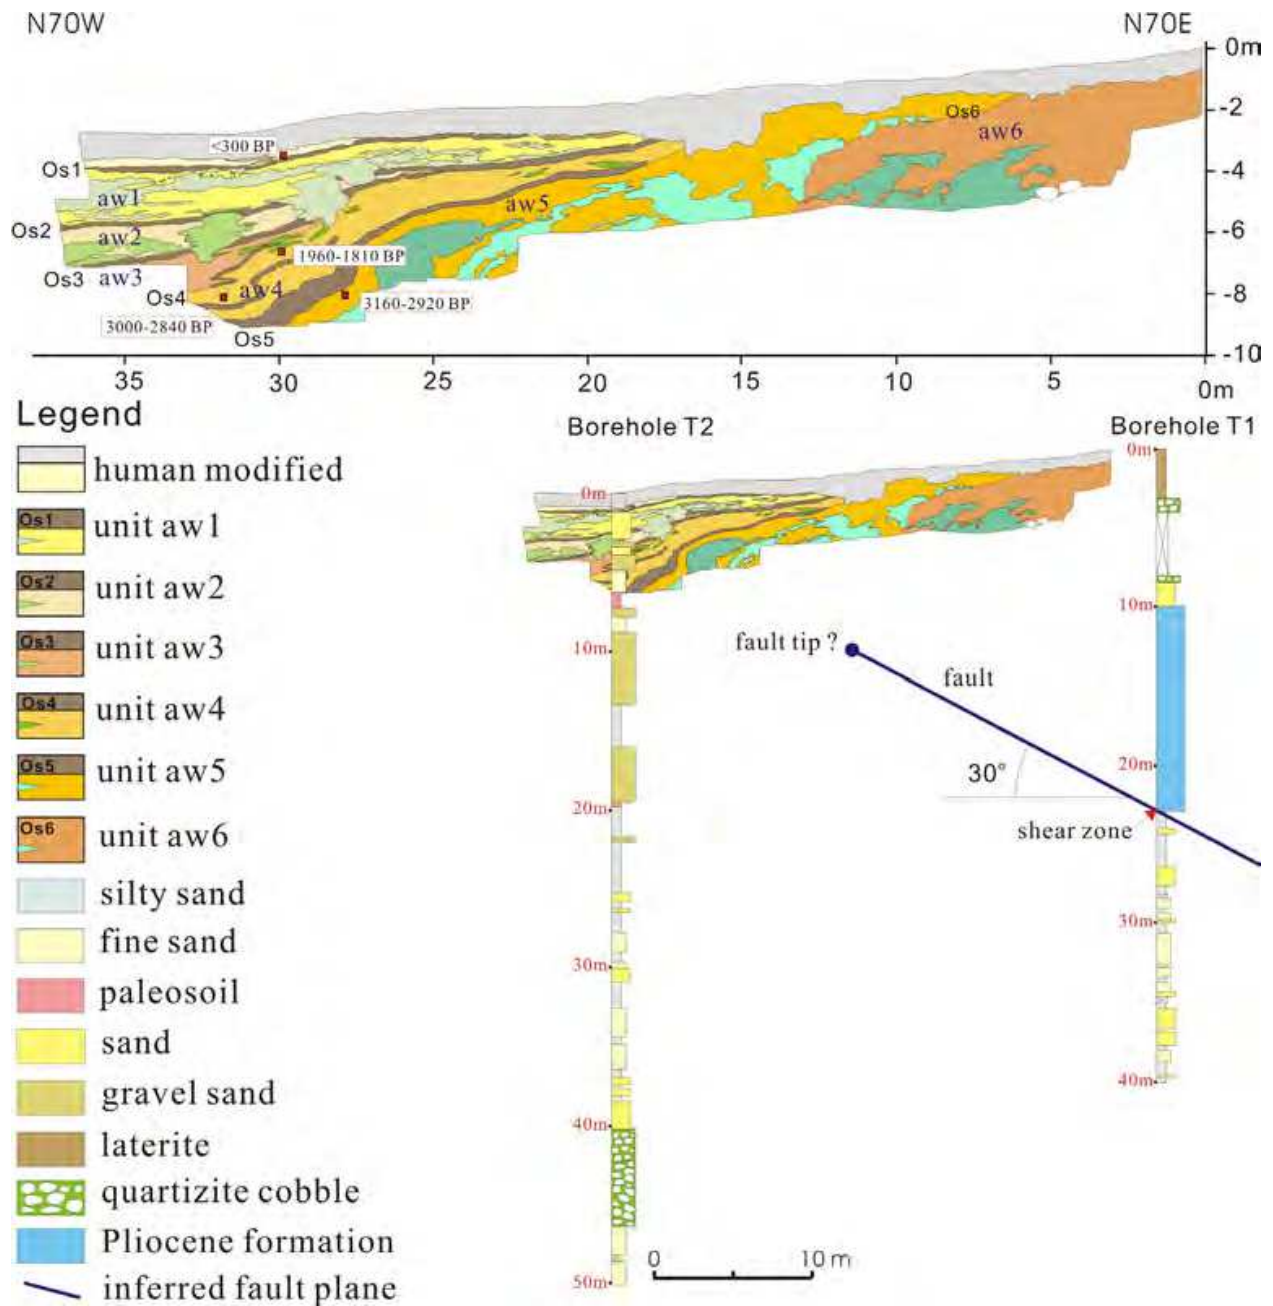 N70W
N70E
0m
-2
-4
-6
-8
-10
<300 BP
Os6
aw6
Os1
aw1
aw5
Os2
aw2
1960-1810 BP
Os3
aw3
aw4
Os4
3160-2920 BP
3000-2840 BP
Os5
35
30
25
20
15
10
5
0m
Legend
human modified
Os1
unit aw1
Os2
unit aw2
Os3
unit aw3
Os4
unit aw4
Os5
unit aw5
Os6
unit aw6
silty sand
fine sand
paleosoil
sand
gravel sand
laterite
quartizite cobble
Pliocene formation
inferred fault plane
Borehole T2
0m
10m
20m
30m
40m
50m
Borehole T1
0m
10m
20m
30m
40m
fault tip ?
fault
30°
shear zone
0
10 m